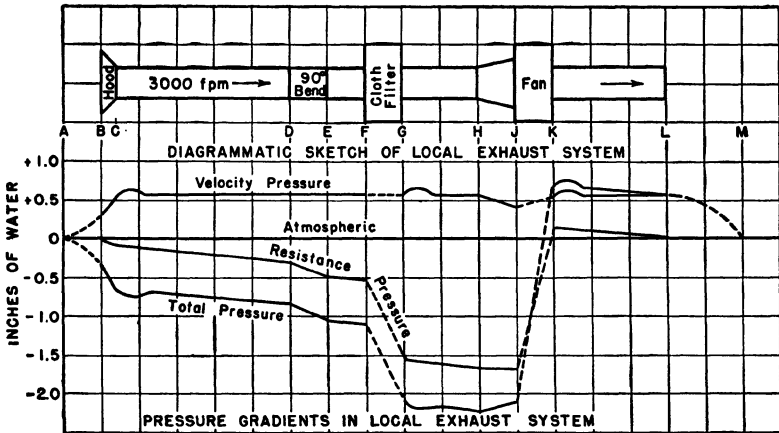 Hood
3000 fpm
90°
Bend
Cloth
Filter
Fan
A B C D E F G H J K L M
DIAGRAMMATIC SKETCH OF LOCAL EXHAUST SYSTEM
+1.0
+0.5
0
-0.5
-1.0
-1.5
-2.0
INCHES OF WATER
Velocity Pressure
Atmospheric
Resistance
Pressure
Total Pressure
PRESSURE GRADIENTS IN LOCAL EXHAUST SYSTEM